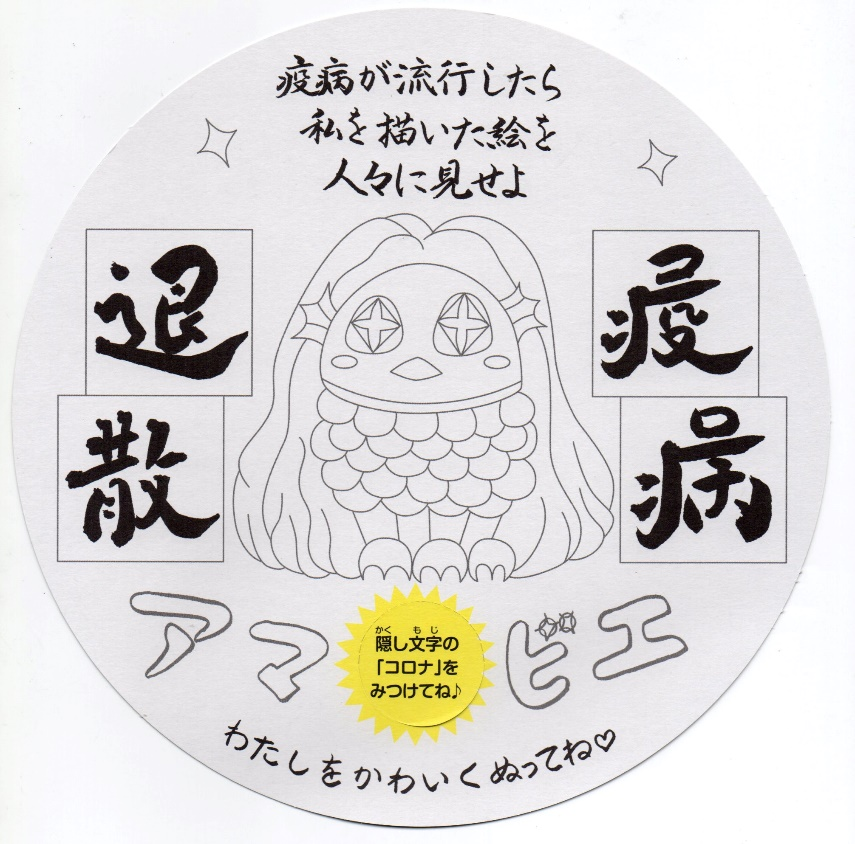 疫病が流行したら
私を描いた絵を
人々に見せよ
疫病
退散
アマビエ
かくもじ
隠し文字の
「コロナ」を
みつけてね♪
わたしをかわいくぬってね♡